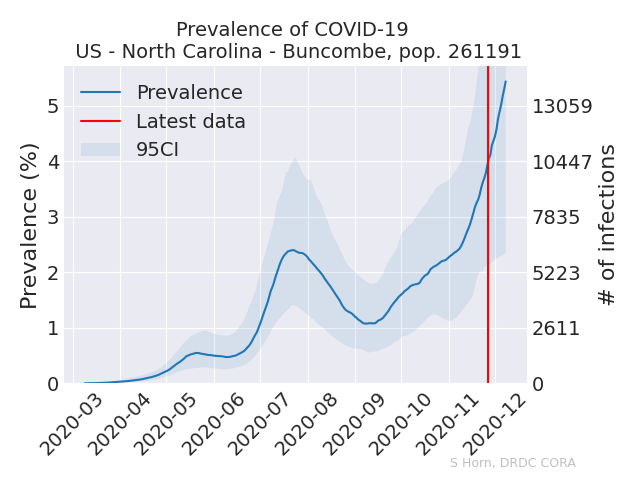 Prevalence of COVID-19
US - North Carolina - Buncombe, pop. 261191
Prevalence
Latest data
95CI
Prevalence (%)
5
4
3
2
1
0
13059
10447
7835
5223
2611
0
# of infections
2020-03
2020-04
2020-05
2020-06
2020-07
2020-08
2020-09
2020-10
2020-11
2020-12
S Horn, DRDC CORA